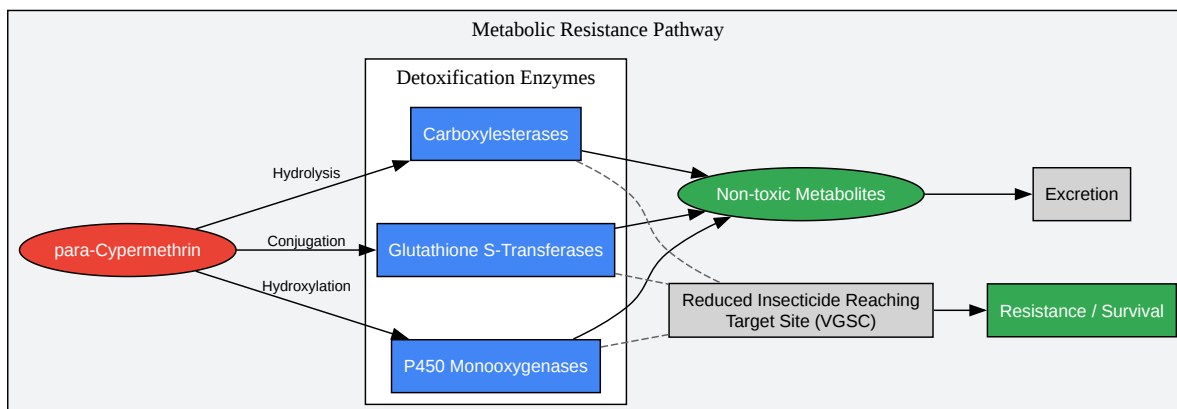 Metabolic Resistance Pathway
Detoxification Enzymes
Carboxylesterases
Hydrolysis
Non-toxic Metabolites
Excretion
para-Cypermethrin
Conjugation
Glutathione S-Transferases
Hydroxylation
Reduced Insecticide Reaching
Target Site (VGSC)
Resistance / Survival
P450 Monooxygenases